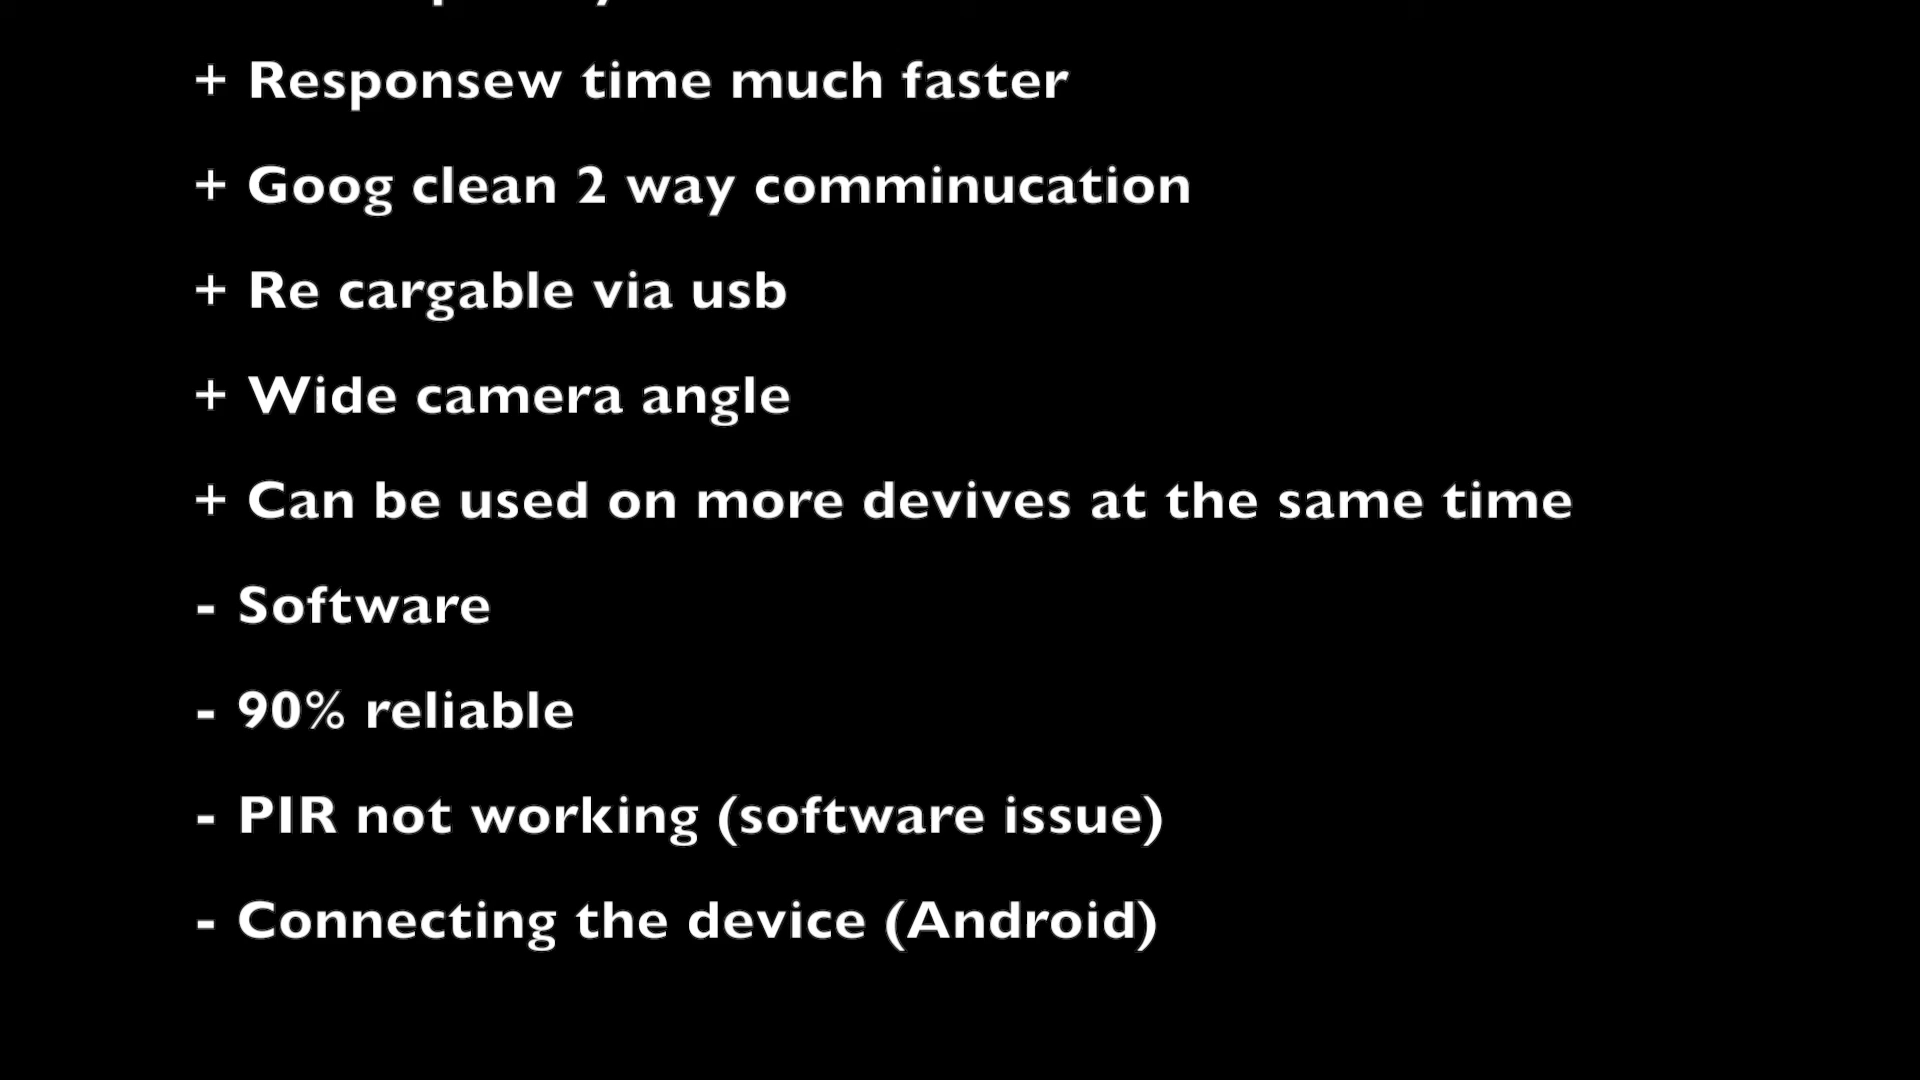 + Responsew time much faster
+ Goog clean 2 way comminucation
+ Re cargable via usb
+ Wide camera angle
+ Can be used on more devives at the same time
- Software
- 90% reliable
- PIR not working (software issue)
- Connecting the device (Android)